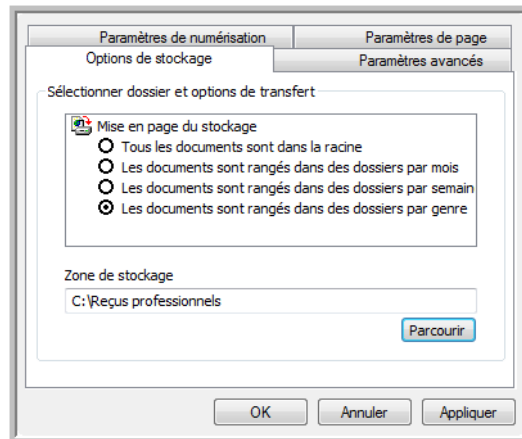 Paramètres de numérisation
Paramètres de page
Options de stockage
Paramètres avancés
Sélectionner dossier et options de transfert
Mise en page du stockage
Tous les documents sont dans la racine
Les documents sont rangés dans des dossiers par mois
Les documents sont rangés dans des dossiers par semain
Les documents sont rangés dans des dossiers par genre
Zone de stockage
C:\Reçus professionnels
Parcourir
OK
Annuler
Appliquer